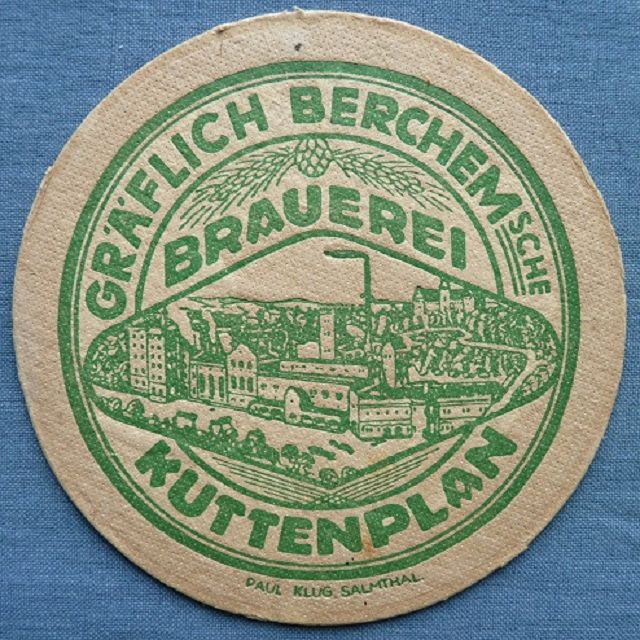 GRÄFLICH BERCHEMSCHE
BRAUEREI
KUTTENPLAN
PAUL KLUG, SALMTHAL.